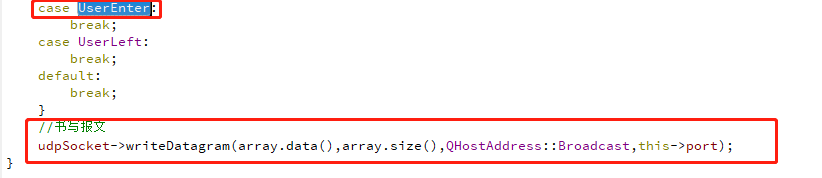 case UserEnter:
break;
case UserLeft:
break;
default:
break;
}
//书写报文
udpSocket->writeDatagram(array.data(),array.size(),QHostAddress::Broadcast,this->port);
}